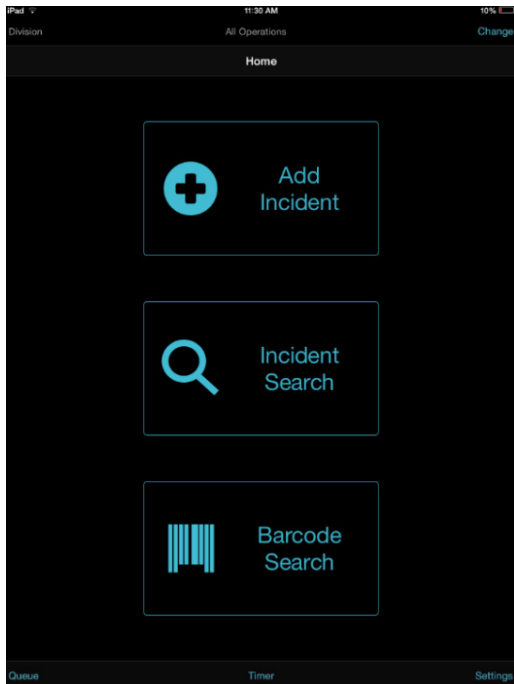 iPad 11:30 AM 10%
Division All Operations Change
Home
Add
Incident
Incident
Search
Barcode
Search
Queue Timer Settings